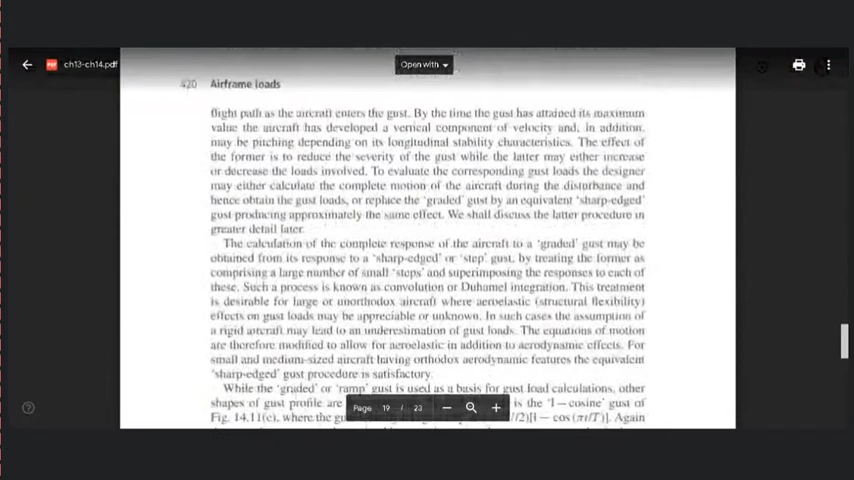 ch13-ch14.pdf
Open with
420 Airframe loads
flight path as the aircraft enters the gust. By the time the gust has attained its maximum
value the aircraft has developed a vertical component of velocity and, in addition,
may be pitching depending on its longitudinal stability characteristics. The effect of
the former is to reduce the severity of the gust while the latter may either increase
or decrease the loads involved. To evaluate the corresponding gust loads the designer
may either calculate the complete motion of the aircraft during the disturbance and
hence obtain the gust loads, or replace the 'graded' gust by an equivalent 'sharp-edged'
gust producing approximately the same effect. We shall discuss the latter procedure in
greater detail later.
The calculation of the complete response of the aircraft to a 'graded' gust may be
obtained from its response to a 'sharp-edged' or 'step' gust, by treating the former as
comprising a large number of small 'steps' and superimposing the responses to each of
these. Such a process is known as convolution or Duhamel integration. This treatment
is desirable for large or unorthodox aircraft where aeroelastic (structural flexibility)
effects on gust loads may be appreciable or unknown. In such cases the assumption of
a rigid aircraft may lead to an underestimation of gust loads. The equations of motion
are therefore modified to allow for aeroelastic in addition to aerodynamic effects. For
small and medium-sized aircraft having orthodox aerodynamic features the equivalent
'sharp-edged' gust procedure is satisfactory.
While the 'graded' or 'ramp' gust is used as a basis for gust load calculations, other
shapes of gust profile are is the '1 – cosine' gust of
Fig. 14.11(c), where the gu /2)[1 – cos (πt/T)]. Again
Page 19 / 23